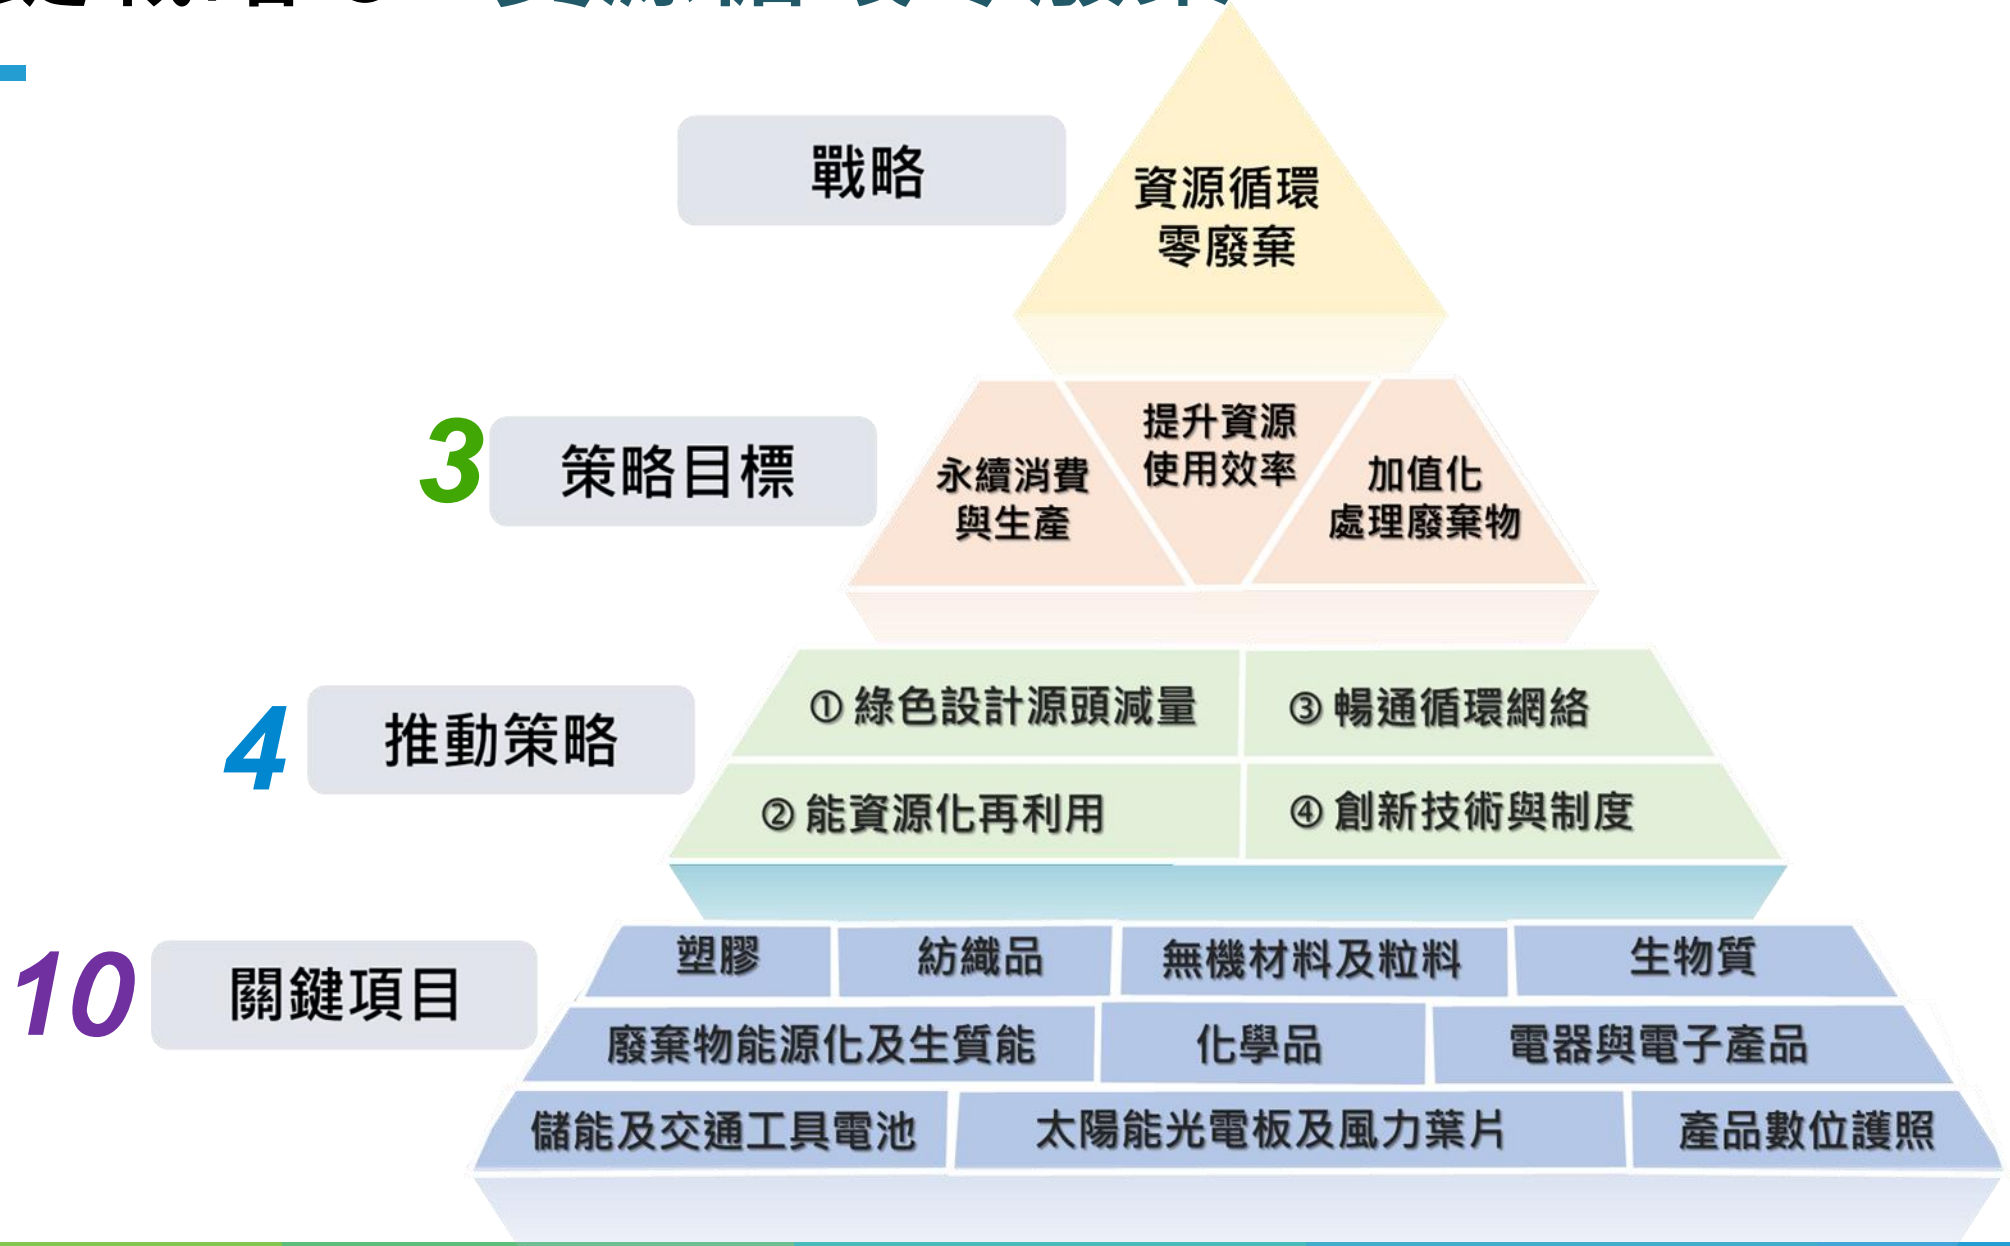 戰略
資源循環
零廢棄
3
策略目標
永續消費
與生產
提升資源
使用效率
加值化
處理廢棄物
4
推動策略
① 綠色設計源頭減量
③ 暢通循環網絡
② 能資源化再利用
④ 創新技術與制度
10
關鍵項目
塑膠
紡織品
無機材料及粒料
生物質
廢棄物能源化及生質能
化學品
電器與電子產品
儲能及交通工具電池
太陽能光電板及風力葉片
產品數位護照